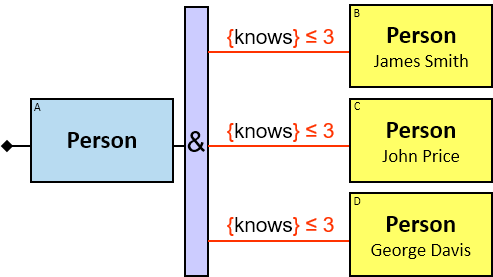 A
Person
&
{knows} ≤ 3
B
Person
James Smith
{knows} ≤ 3
C
Person
John Price
{knows} ≤ 3
D
Person
George Davis